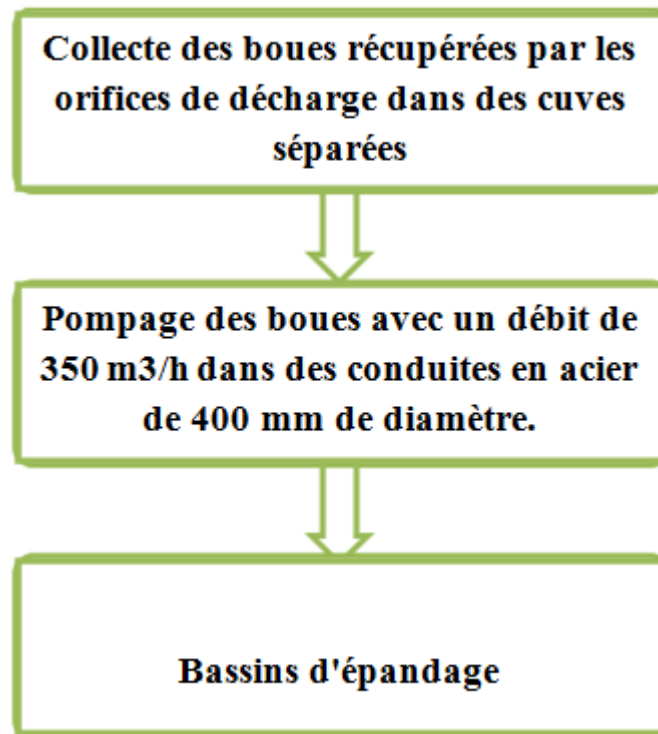 Collecte des boues récupérées par les
orifices de décharge dans des cuves
séparées
Pompage des boues avec un débit de
350 m3/h dans des conduites en acier
de 400 mm de diamètre.
Bassins d'épandage